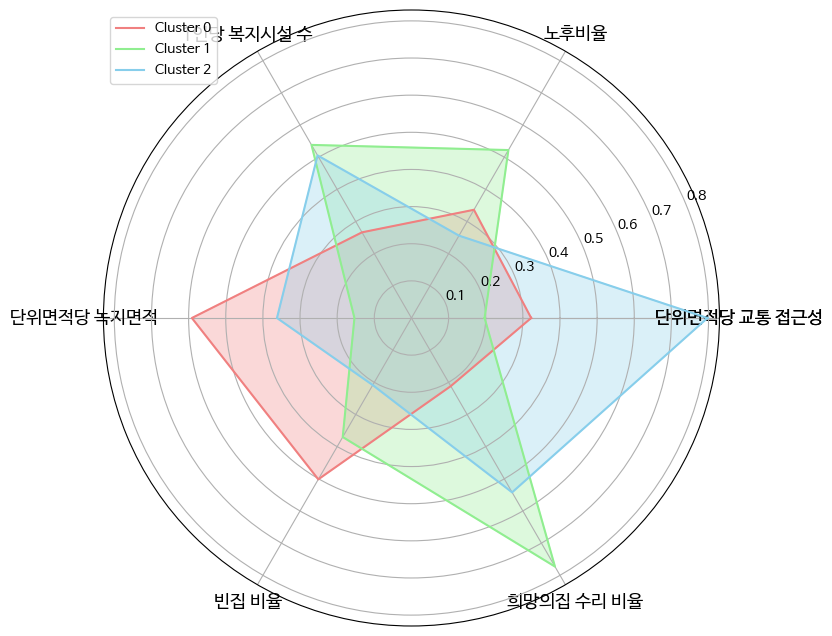 Cluster 0
Cluster 1
Cluster 2
복지시설 수
노후비율
0.1
0.2
0.3
0.4
0.5
0.6
0.7
0.8
단위면적당 녹지면적
단위면적당 교통 접근성
빈집 비율
희망의집 수리 비율